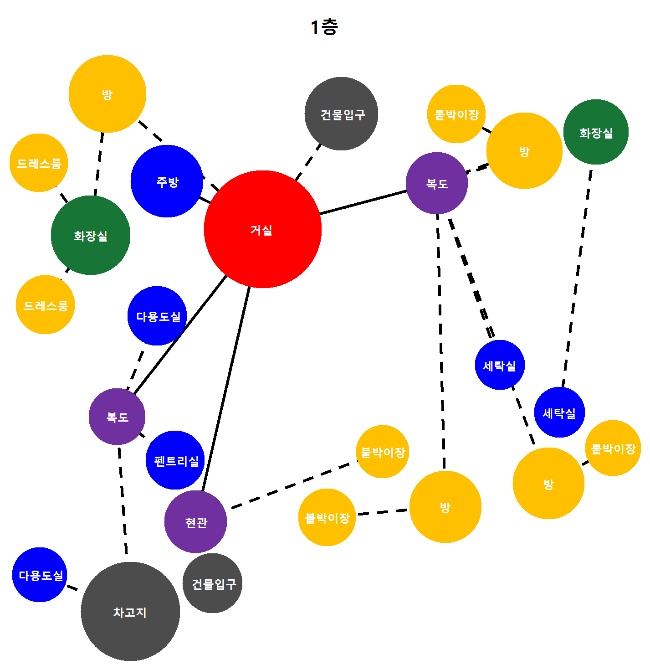 1층
방
건물입구
붙박이장
화장실
방
드레스룸
주방
복도
화장실
거실
드레스룸
다용도실
세탁실
복도
세탁실
펜트리실
붙박이장
붙박이장
방
방
붙박이장
현관
다용도실
건물입구
차고지